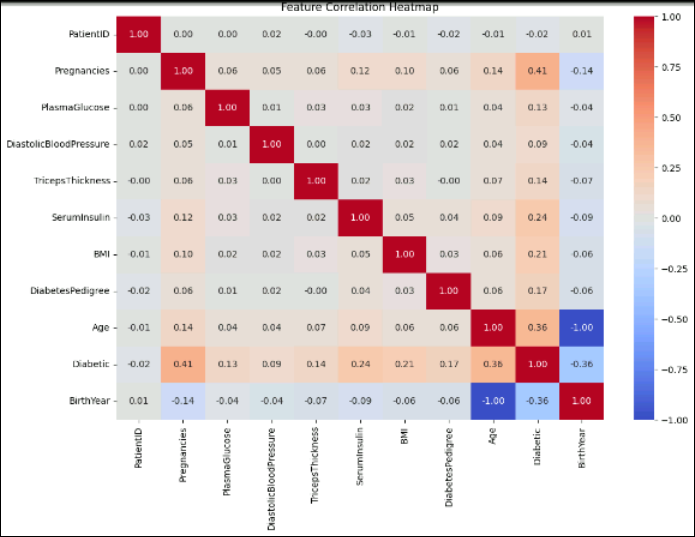 Feature Correlation Heatmap
PatientID 1.00 0.00 0.00 0.02 -0.00 -0.03 -0.01 -0.02 -0.01 -0.02 0.01
Pregnancies 0.00 1.00 0.06 0.05 0.06 0.12 0.10 0.06 0.14 0.41 -0.14
PlasmaGlucose 0.00 0.06 1.00 0.01 0.03 0.03 0.02 0.01 0.04 0.13 -0.04
DiastolicBloodPressure 0.02 0.05 0.01 1.00 0.00 0.02 0.02 0.02 0.04 0.09 -0.04
TricepsThickness -0.00 0.06 0.03 0.00 1.00 0.02 0.03 -0.00 0.07 0.14 -0.07
SerumInsulin -0.03 0.12 0.03 0.02 0.02 1.00 0.05 0.04 0.09 0.24 -0.09
BMI -0.01 0.10 0.02 0.02 0.03 0.05 1.00 0.03 0.06 0.21 -0.06
DiabetesPedigree -0.02 0.06 0.01 0.02 -0.00 0.04 0.03 1.00 0.06 0.17 -0.06
Age -0.01 0.14 0.04 0.04 0.07 0.09 0.06 0.06 1.00 0.36 -1.00
Diabetic -0.02 0.41 0.13 0.09 0.14 0.24 0.21 0.17 0.36 1.00 -0.36
BirthYear 0.01 -0.14 -0.04 -0.04 -0.07 -0.09 -0.06 -0.06 -1.00 -0.36 1.00
PatientID
Pregnancies
PlasmaGlucose
DiastolicBloodPressure
TricepsThickness
SerumInsulin
BMI
DiabetesPedigree
Age
Diabetic
BirthYear
1.00
0.75
0.50
0.25
0.00
−0.25
−0.50
−0.75
−1.00